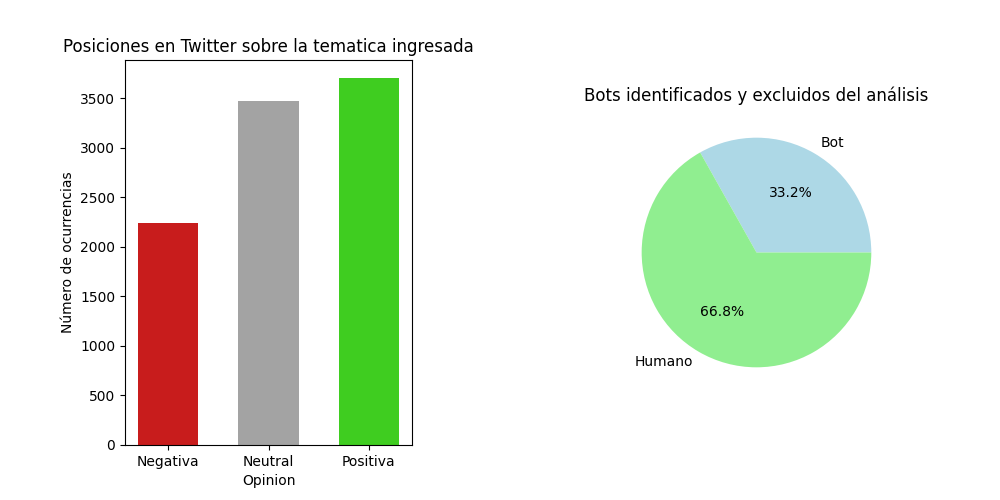 Posiciones en Twitter sobre la tematica ingresada
Número de ocurrencias
3500
3000
2500
2000
1500
1000
500
0
Negativa
Neutral
Positiva
Opinion
Bots identificados y excluidos del análisis
Bot
33.2%
66.8%
Humano